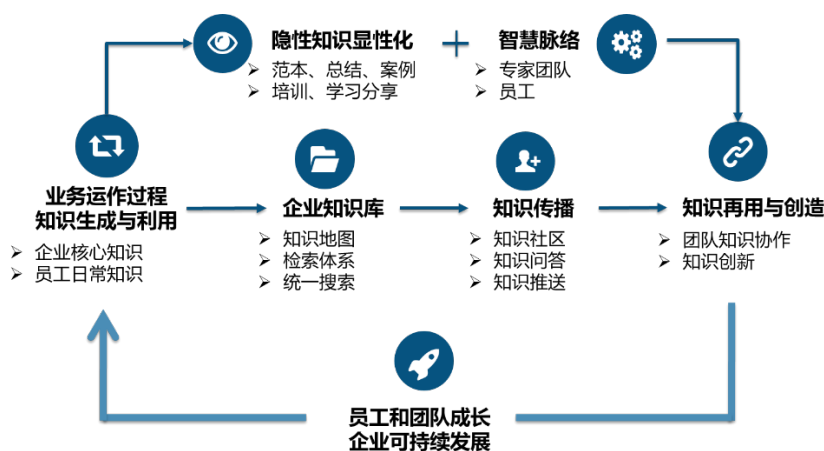 隐性知识显性化
➢ 范本、总结、案例
➢ 培训、学习分享
+
智慧脉络
➢ 专家团队
➢ 员工
业务运作过程
知识生成与利用
➢ 企业核心知识
➢ 员工日常知识
企业知识库
➢ 知识地图
➢ 检索体系
➢ 统一搜索
知识传播
➢ 知识社区
➢ 知识问答
➢ 知识推送
知识再用与创造
➢ 团队知识协作
➢ 知识创新
员工和团队成长
企业可持续发展